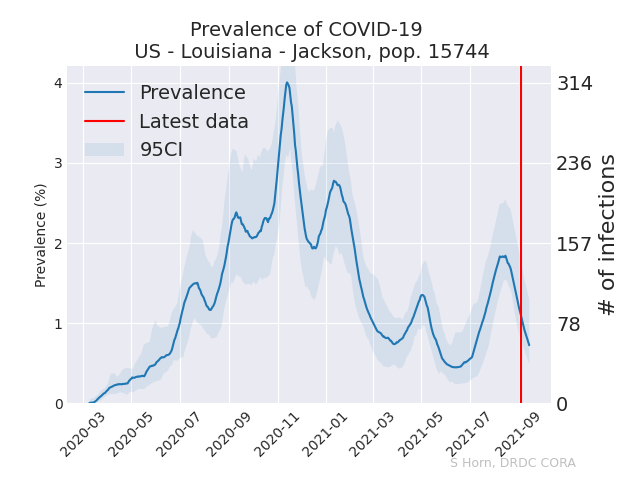 Prevalence of COVID-19
US - Louisiana - Jackson, pop. 15744
Prevalence
Latest data
95CI
Prevalence (%)
4
3
2
1
0
314
236
157
78
0
# of infections
2020-03
2020-05
2020-07
2020-09
2020-11
2021-01
2021-03
2021-05
2021-07
2021-09
S Horn, DRDC CORA